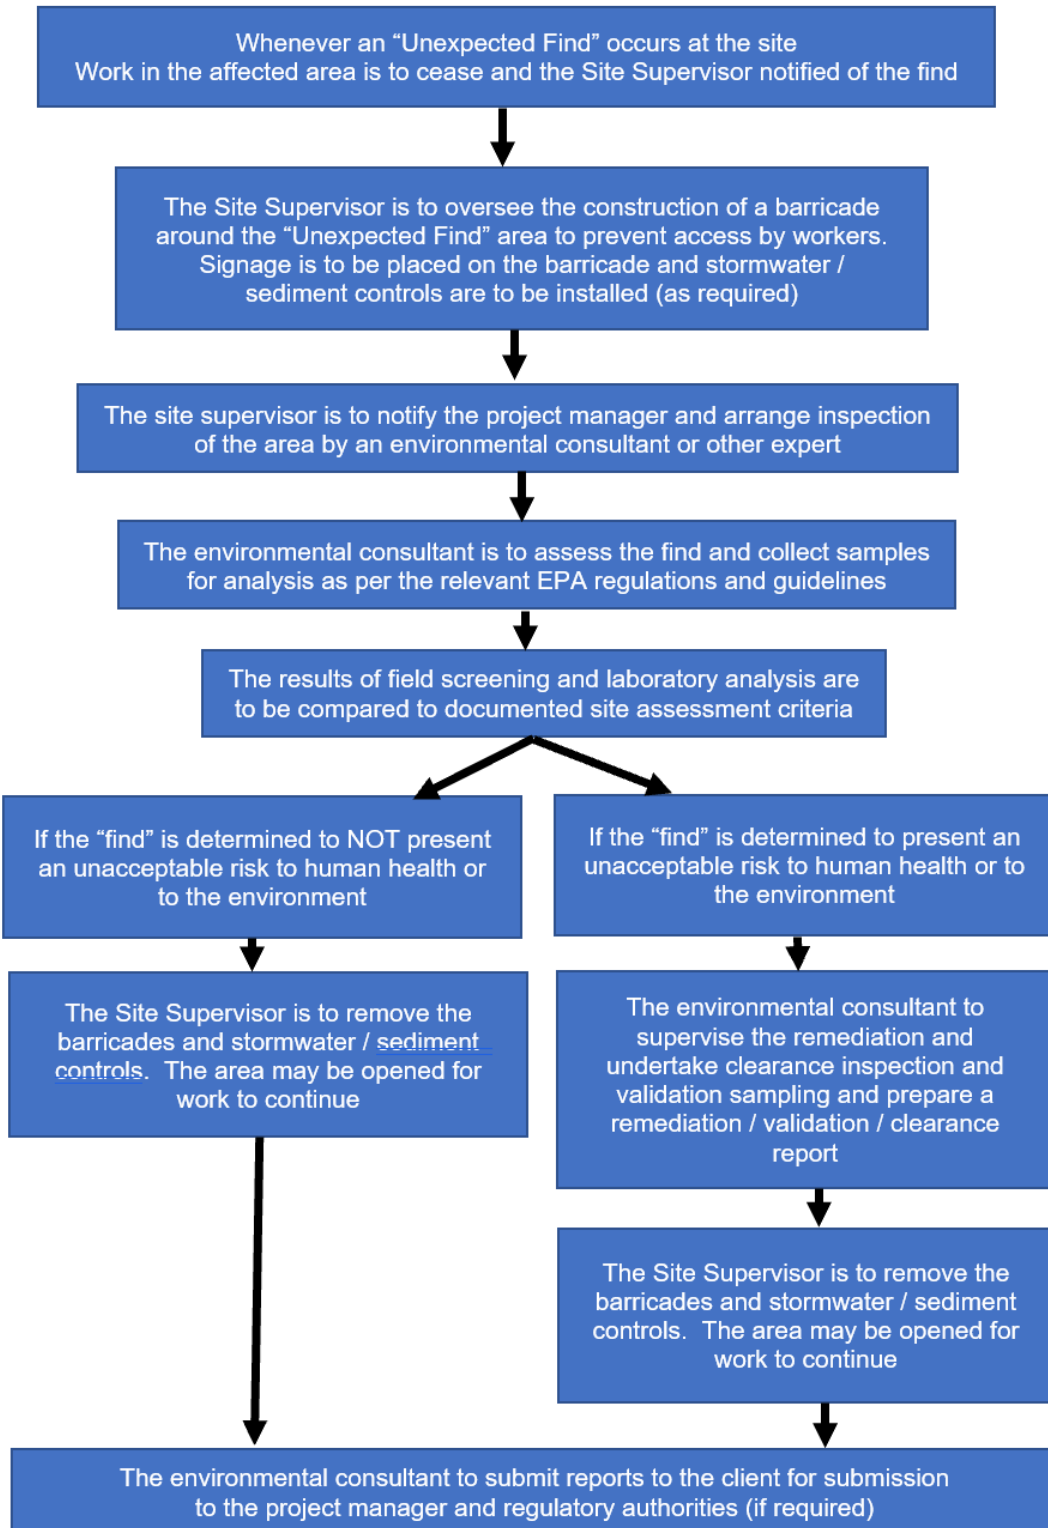 Whenever an “Unexpected Find” occurs at the site
Work in the affected area is to cease and the Site Supervisor notified of the find
The Site Supervisor is to oversee the construction of a barricade
around the “Unexpected Find” area to prevent access by workers.
Signage is to be placed on the barricade and stormwater /
sediment controls are to be installed (as required)
The site supervisor is to notify the project manager and arrange inspection
of the area by an environmental consultant or other expert
The environmental consultant is to assess the find and collect samples
for analysis as per the relevant EPA regulations and guidelines
The results of field screening and laboratory analysis are
to be compared to documented site assessment criteria
If the “find” is determined to NOT present
an unacceptable risk to human health or
to the environment
If the “find” is determined to present an
unacceptable risk to human health or to
the environment
The Site Supervisor is to remove the
barricades and stormwater / sediment
controls. The area may be opened for
work to continue
The environmental consultant to
supervise the remediation and
undertake clearance inspection and
validation sampling and prepare a
remediation / validation / clearance
report
The Site Supervisor is to remove the
barricades and stormwater / sediment
controls. The area may be opened for
work to continue
The environmental consultant to submit reports to the client for submission
to the project manager and regulatory authorities (if required)